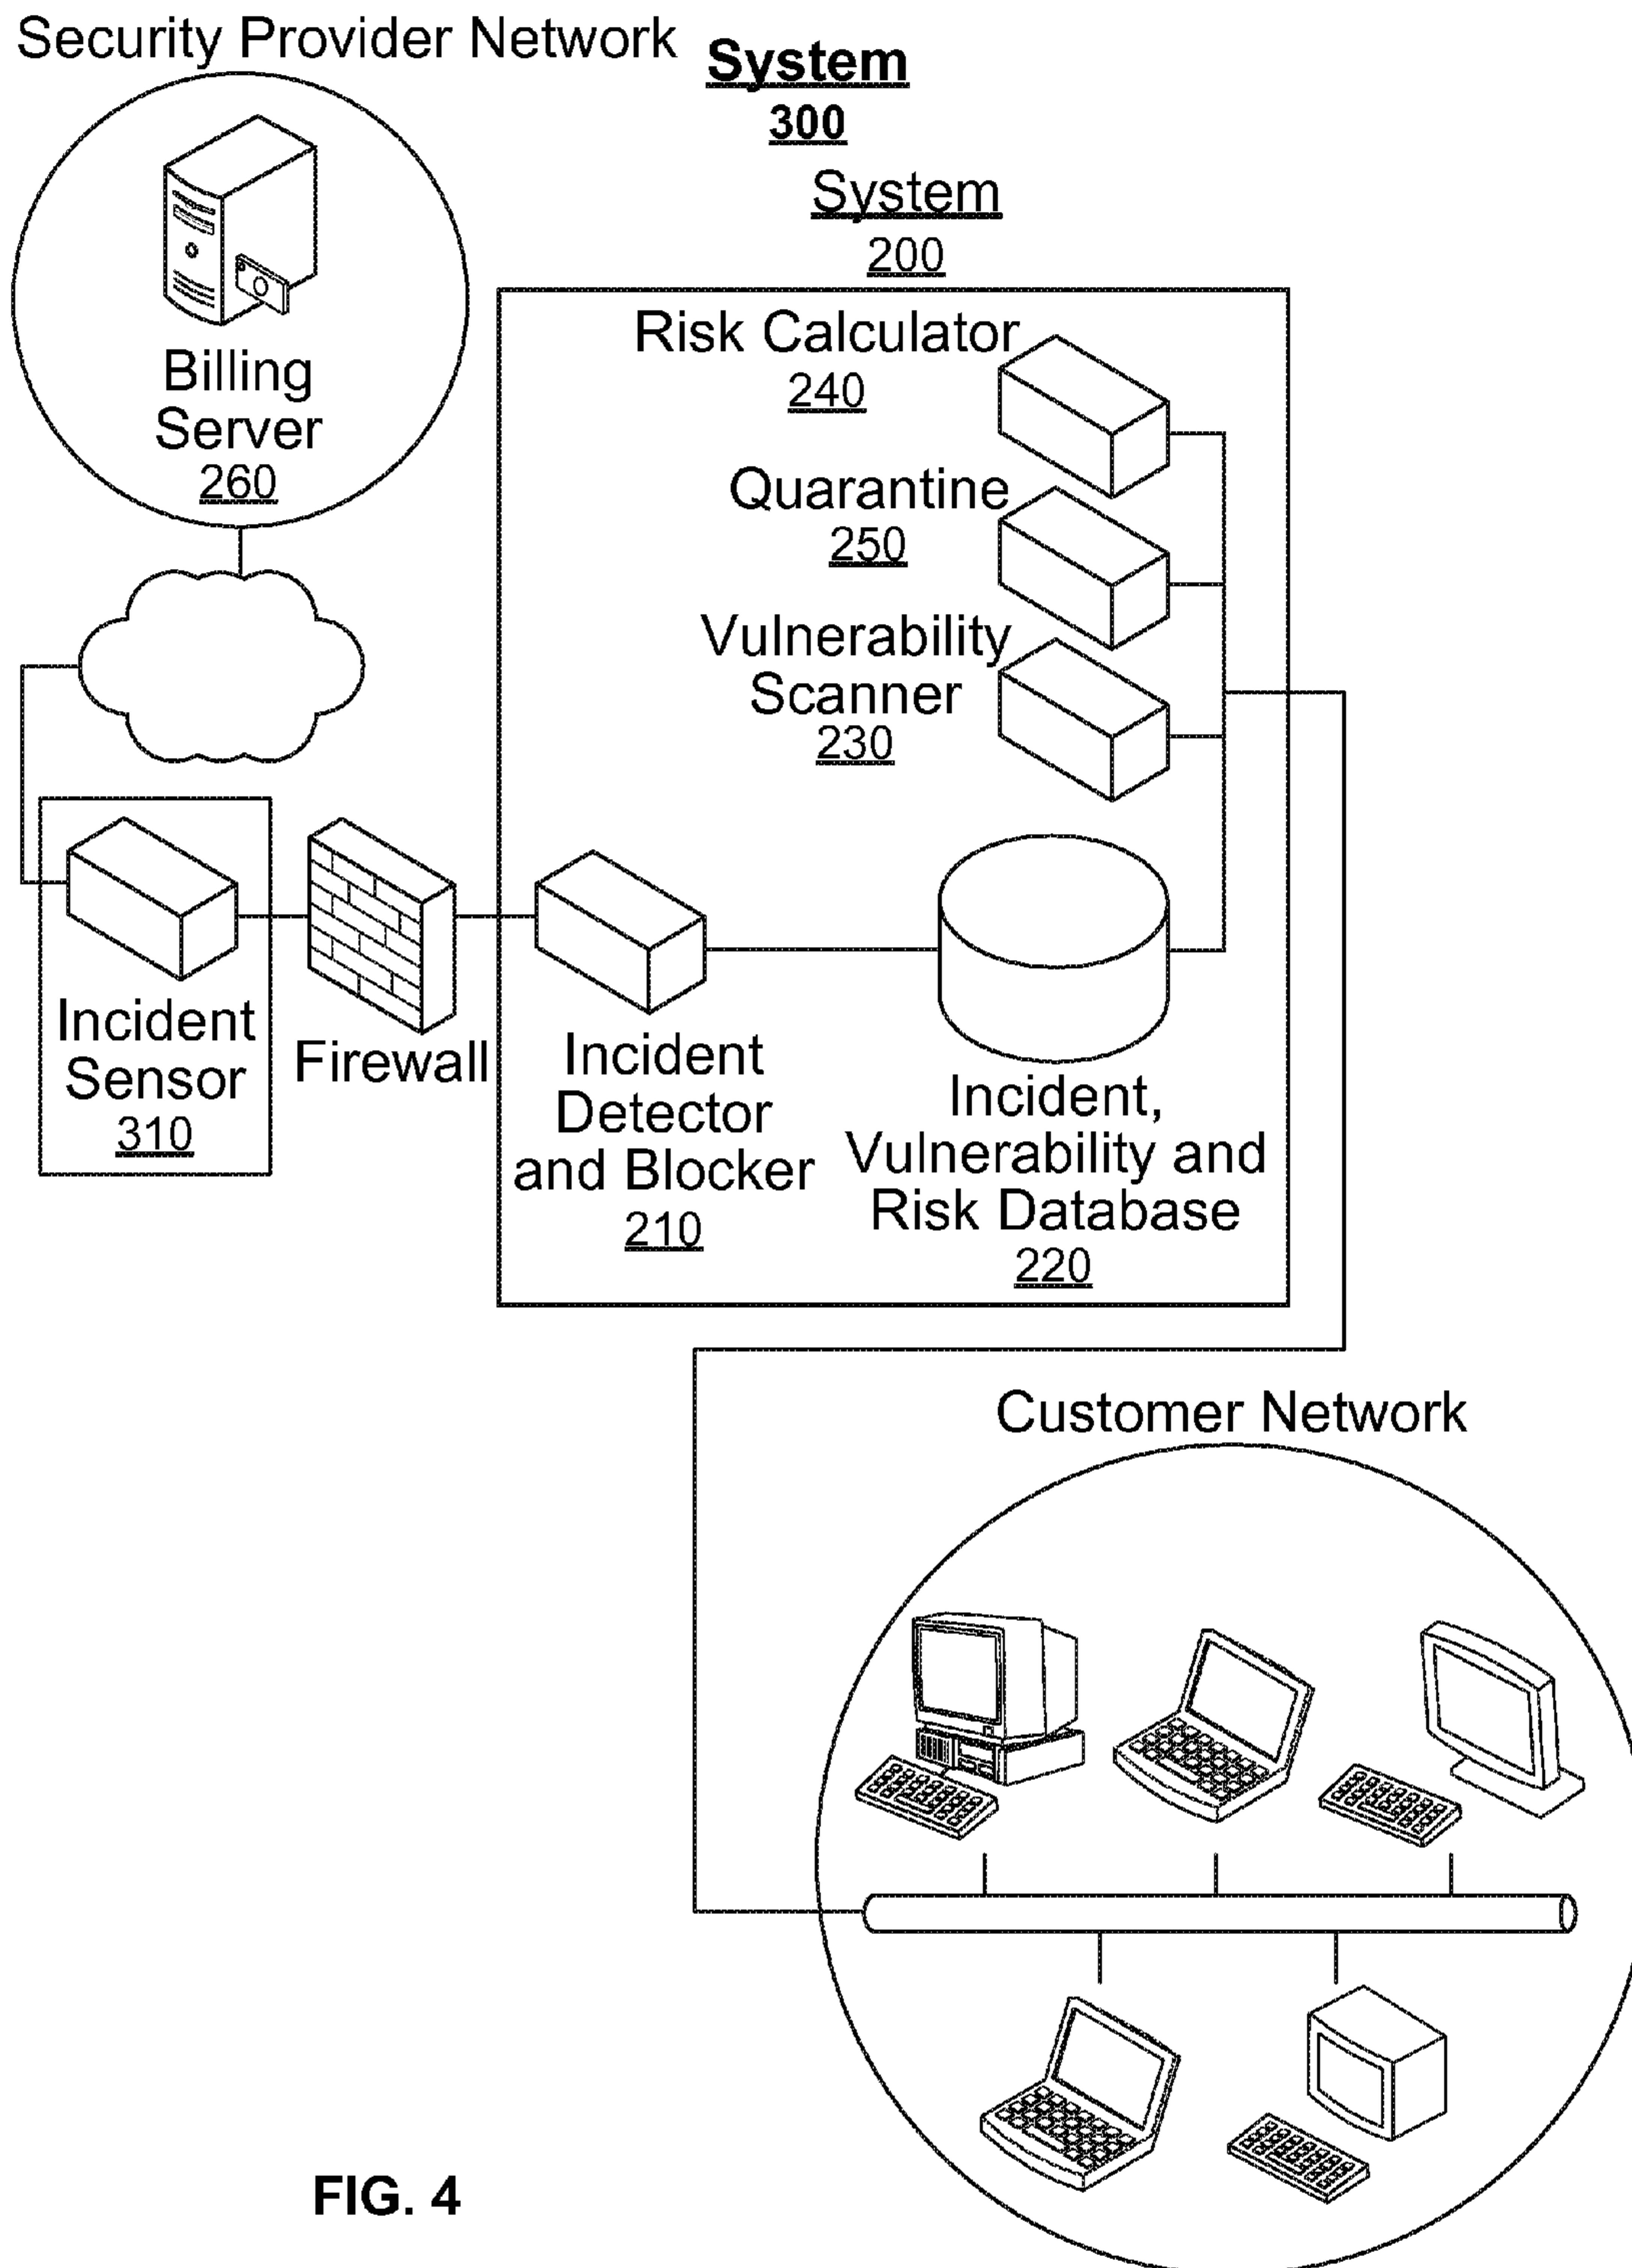 Security Provider Network
System
300
System
200
Billing
Server
260
Risk Calculator
240
Quarantine
250
Vulnerability
Scanner
230
Incident
Sensor
310
Firewall
Incident
Detector
and Blocker
210
Incident,
Vulnerability and
Risk Database
220
Customer Network
FIG. 4